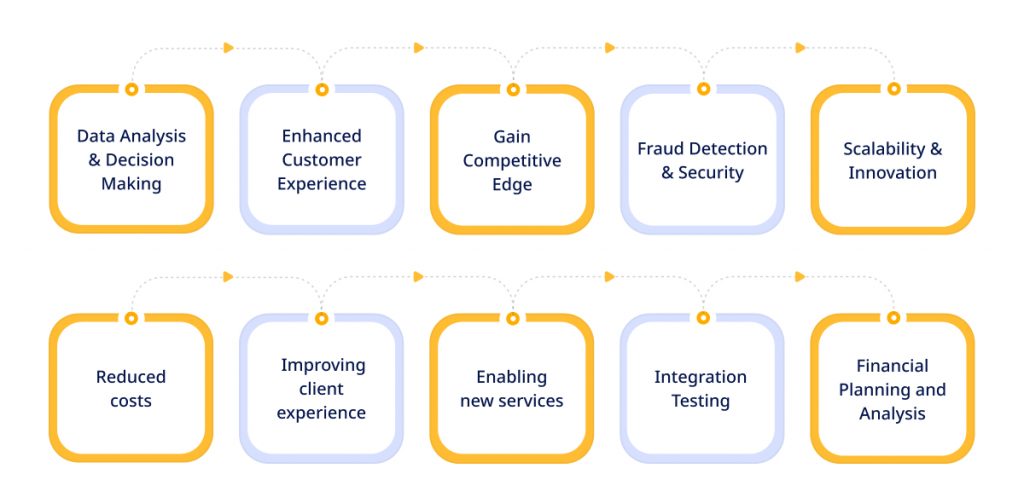 Data Analysis
& Decision
Making
Enhanced
Customer
Experience
Gain
Competitive
Edge
Fraud Detection
& Security
Scalability &
Innovation
Reduced
costs
Improving
client
experience
Enabling
new services
Integration
Testing
Financial
Planning and
Analysis